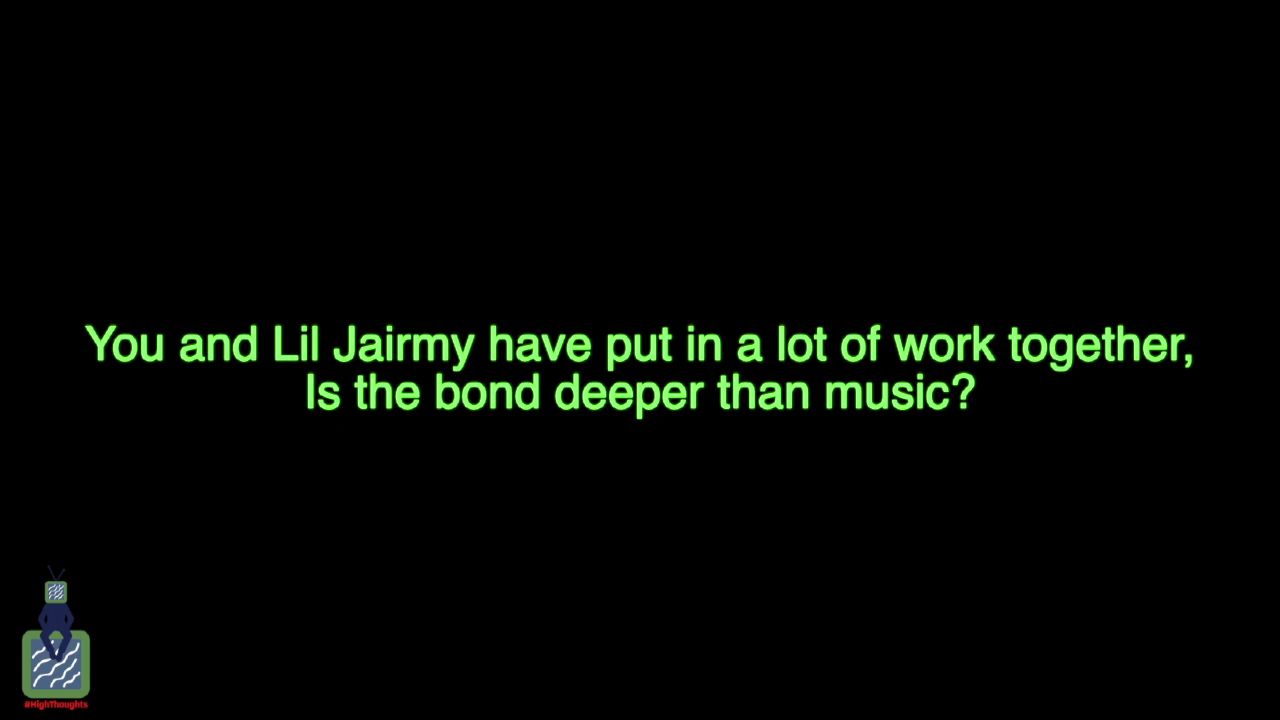 You and Lil Jairmy have put in a lot of work together,
Is the bond deeper than music?
#HighThoughts